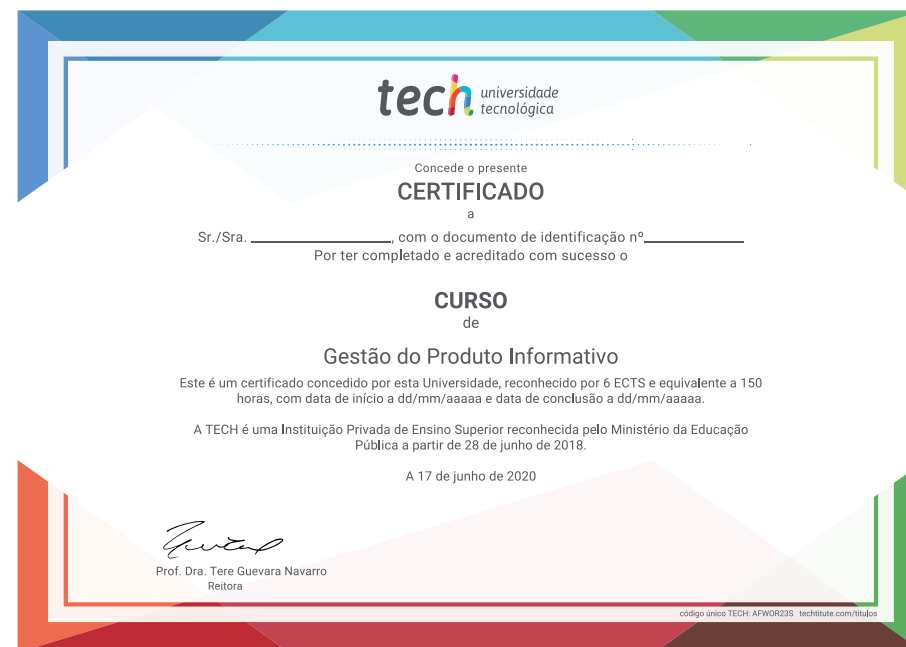 tech universidade
tecnológica
Concede o presente
CERTIFICADO
a
Sr./Sra. ____________________, com o documento de identificação nº______________
Por ter completado e acreditado com sucesso o
CURSO
de
Gestão do Produto Informativo
Este é um certificado concedido por esta Universidade, reconhecido por 6 ECTS e equivalente a 150
horas, com data de início a dd/mm/aaaaa e data de conclusão a dd/mm/aaaaa.
A TECH é uma Instituição Privada de Ensino Superior reconhecida pelo Ministério da Educação
Pública a partir de 28 de junho de 2018.
A 17 de junho de 2020
Prof. Dra. Tere Guevara Navarro
Reitora
código único TECH: AFWOR23S techtitute.com/titulos